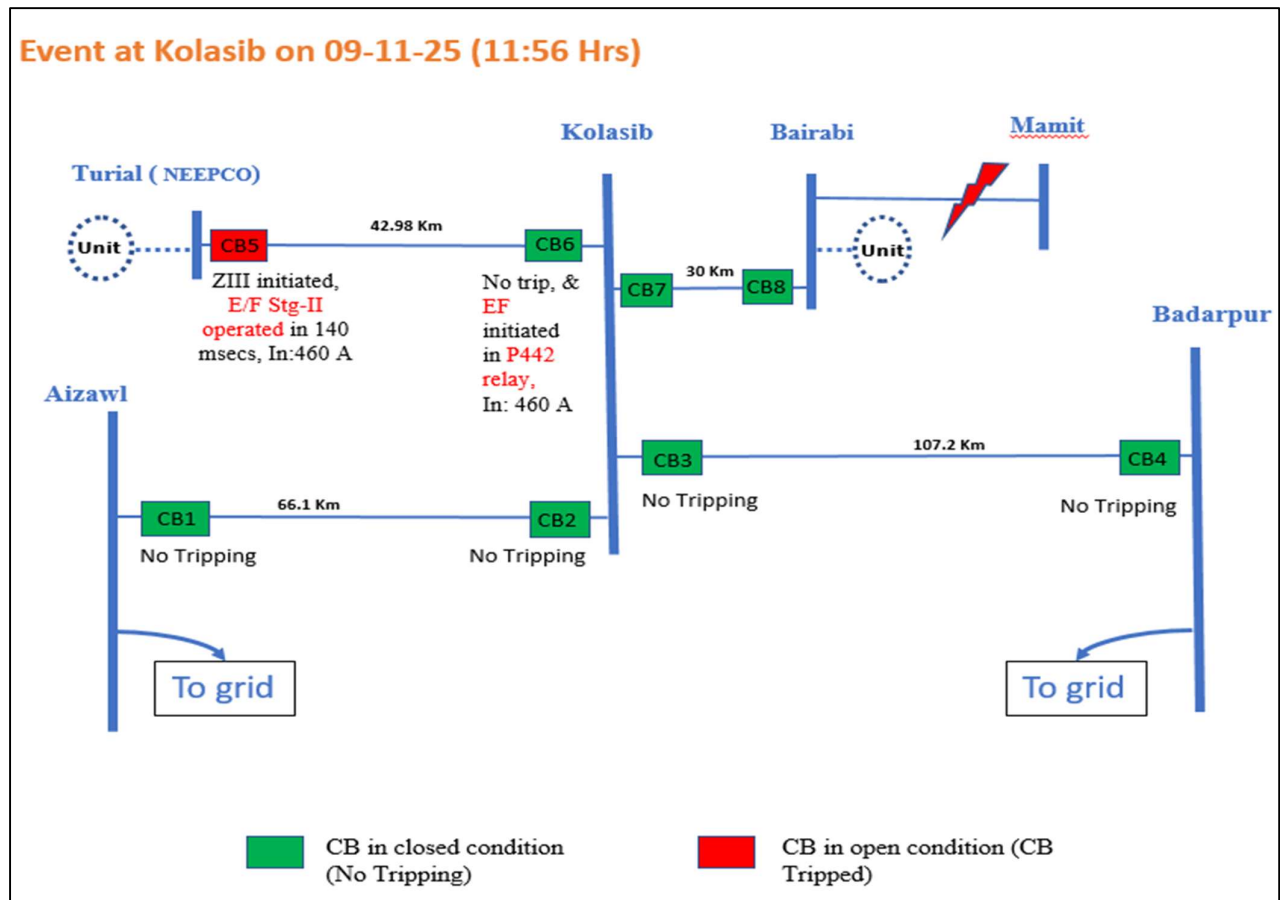 Event at Kolasib on 09-11-25 (11:56 Hrs)
Kolasib
Bairabi
Mamit
Turial ( NEEPCO)
Unit
CB5
42.98 Km
CB6
ZIII initiated,
E/F Stg-II
operated in 140
msecs, In:460 A
No trip, &
EF
initiated
in P442
relay,
In: 460 A
CB7
30 Km
CB8
Unit
Badarpur
Aizawl
CB3
107.2 Km
CB4
No Tripping
No Tripping
CB1
66.1 Km
CB2
No Tripping
No Tripping
To grid
To grid
CB in closed condition
(No Tripping)
CB in open condition (CB
Tripped)